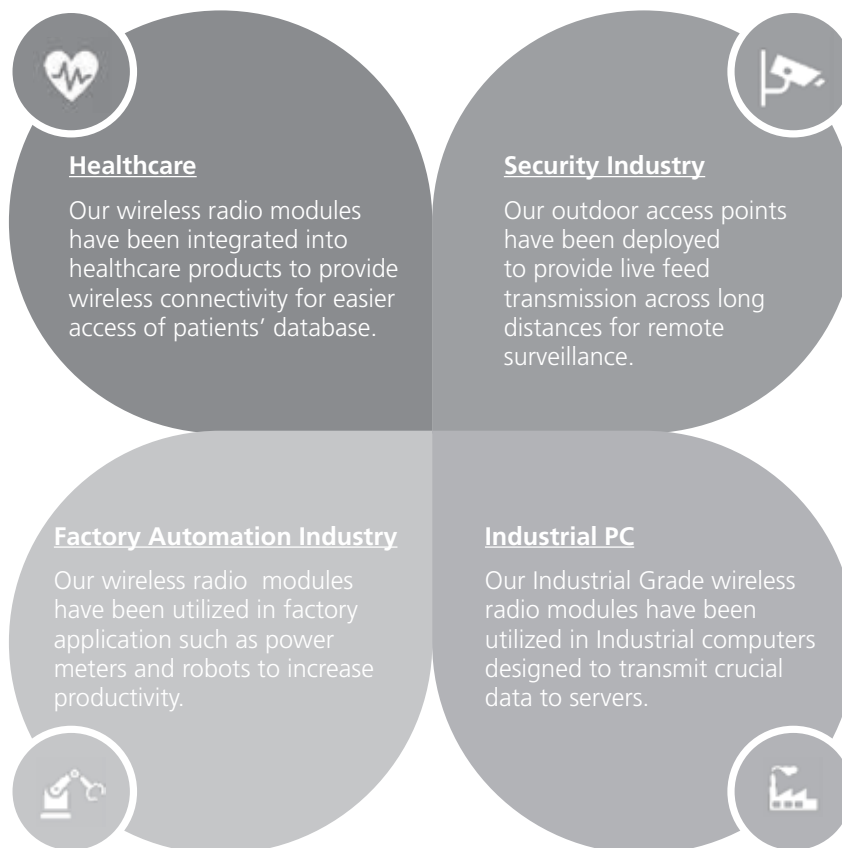 Healthcare
Our wireless radio modules
have been integrated into
healthcare products to provide
wireless connectivity for easier
access of patients’ database.
Security Industry
Our outdoor access points
have been deployed
to provide live feed
transmission across long
distances for remote
surveillance.
Factory Automation Industry
Our wireless radio  modules
have been utilized in factory
application such as power
meters and robots to increase
productivity.
Industrial PC
Our Industrial Grade wireless
radio modules have been
utilized in Industrial computers
designed to transmit crucial
data to servers.